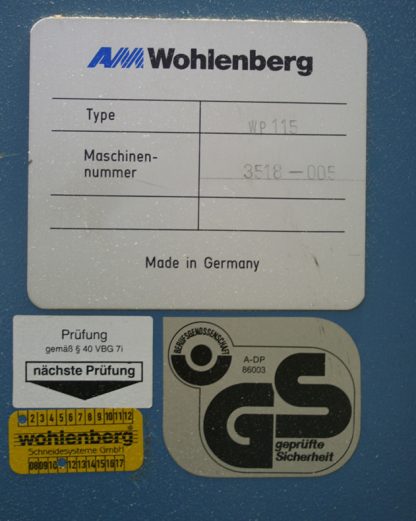 Wohlenberg
Type WP 115
Maschinen-
nummer 3518-005
Made in Germany
Prüfung
gemäß § 40 VBG 7i
nächste Prüfung
2 3 4 5 6 7 8 9 10 11 12
wohlenberg
Schneidesysteme GmbH
08 09 10 12 13 14 15 16 17
BERUFSGENOSSENSCHAFT
A-DP
86003
GS
geprüfte
Sicherheit